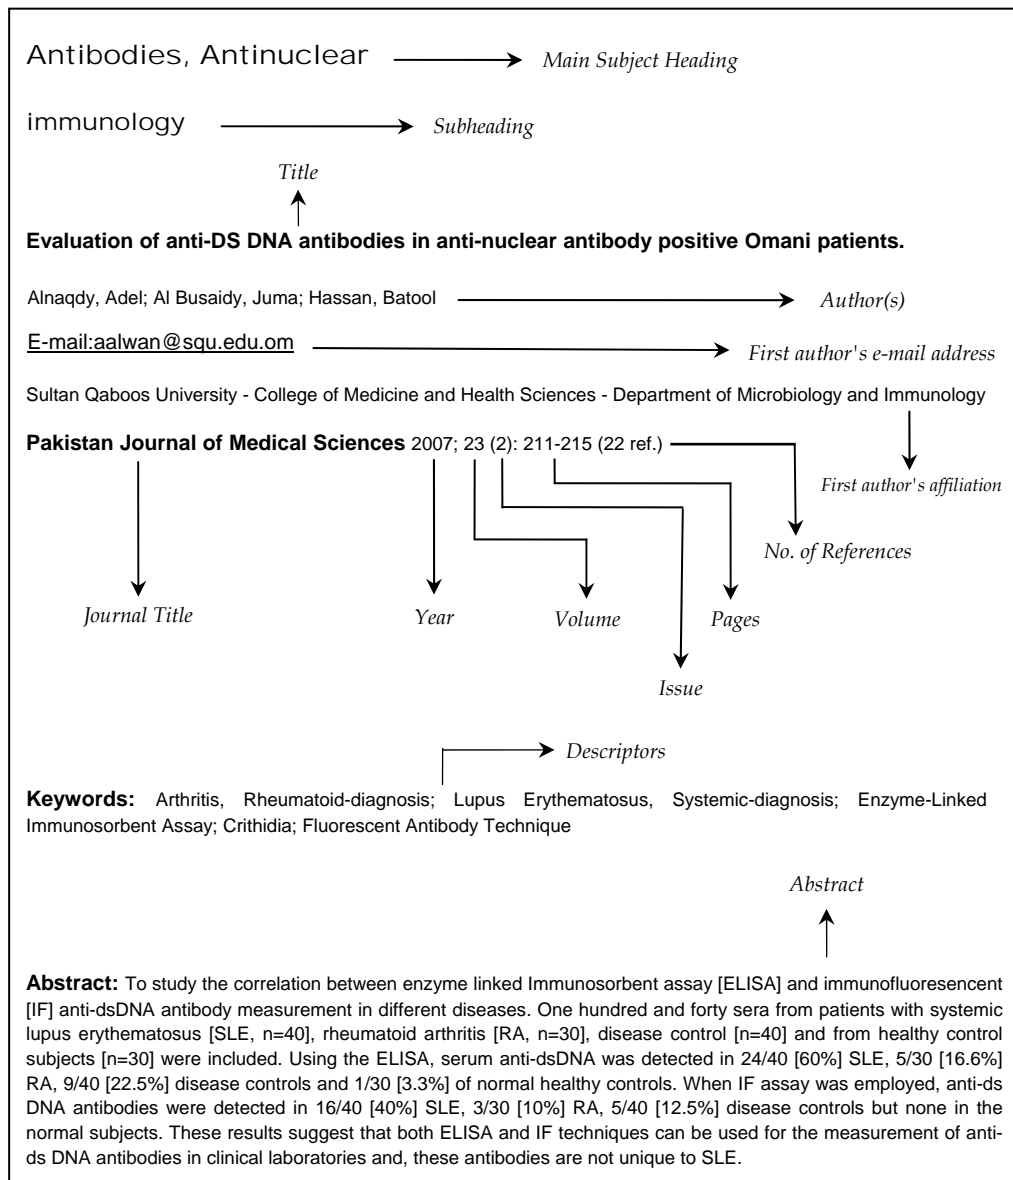 Antibodies, Antinuclear Main Subject Heading
immunology Subheading
Title
Evaluation of anti-DS DNA antibodies in anti-nuclear antibody positive Omani patients.
Alnaqdy, Adel; Al Busaidy, Juma; Hassan, Batool Author(s)
E-mail:aalwan@squ.edu.om First author's e-mail address
Sultan Qaboos University - College of Medicine and Health Sciences - Department of Microbiology and Immunology
Pakistan Journal of Medical Sciences 2007; 23 (2): 211-215 (22 ref.)
First author's affiliation
No. of References
Journal Title Year Volume Pages
Issue
Descriptors
Keywords: Arthritis, Rheumatoid-diagnosis; Lupus Erythematosus, Systemic-diagnosis; Enzyme-Linked
Immunosorbent Assay; Crithidia; Fluorescent Antibody Technique
Abstract
Abstract: To study the correlation between enzyme linked Immunosorbent assay [ELISA] and immunofluoresencent
[IF] anti-dsDNA antibody measurement in different diseases. One hundred and forty sera from patients with systemic
lupus erythematosus [SLE, n=40], rheumatoid arthritis [RA, n=30], disease control [n=40] and from healthy control
subjects [n=30] were included. Using the ELISA, serum anti-dsDNA was detected in 24/40 [60%] SLE, 5/30 [16.6%]
RA, 9/40 [22.5%] disease controls and 1/30 [3.3%] of normal healthy controls. When IF assay was employed, anti-ds
DNA antibodies were detected in 16/40 [40%] SLE, 3/30 [10%] RA, 5/40 [12.5%] disease controls but none in the
normal subjects. These results suggest that both ELISA and IF techniques can be used for the measurement of anti-
ds DNA antibodies in clinical laboratories and, these antibodies are not unique to SLE.